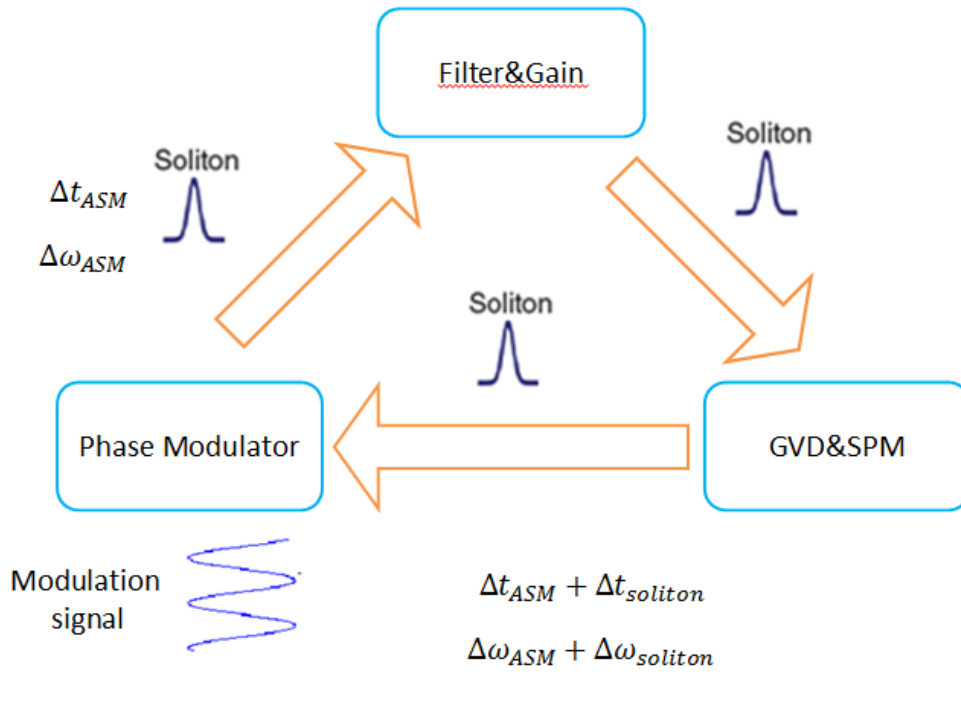 Filter&Gain
Soliton
Soliton
Δt_ASM
Δω_ASM
Soliton
Phase Modulator
GVD&SPM
Modulation
signal
Δt_ASM + Δt_soliton
Δω_ASM + Δω_soliton